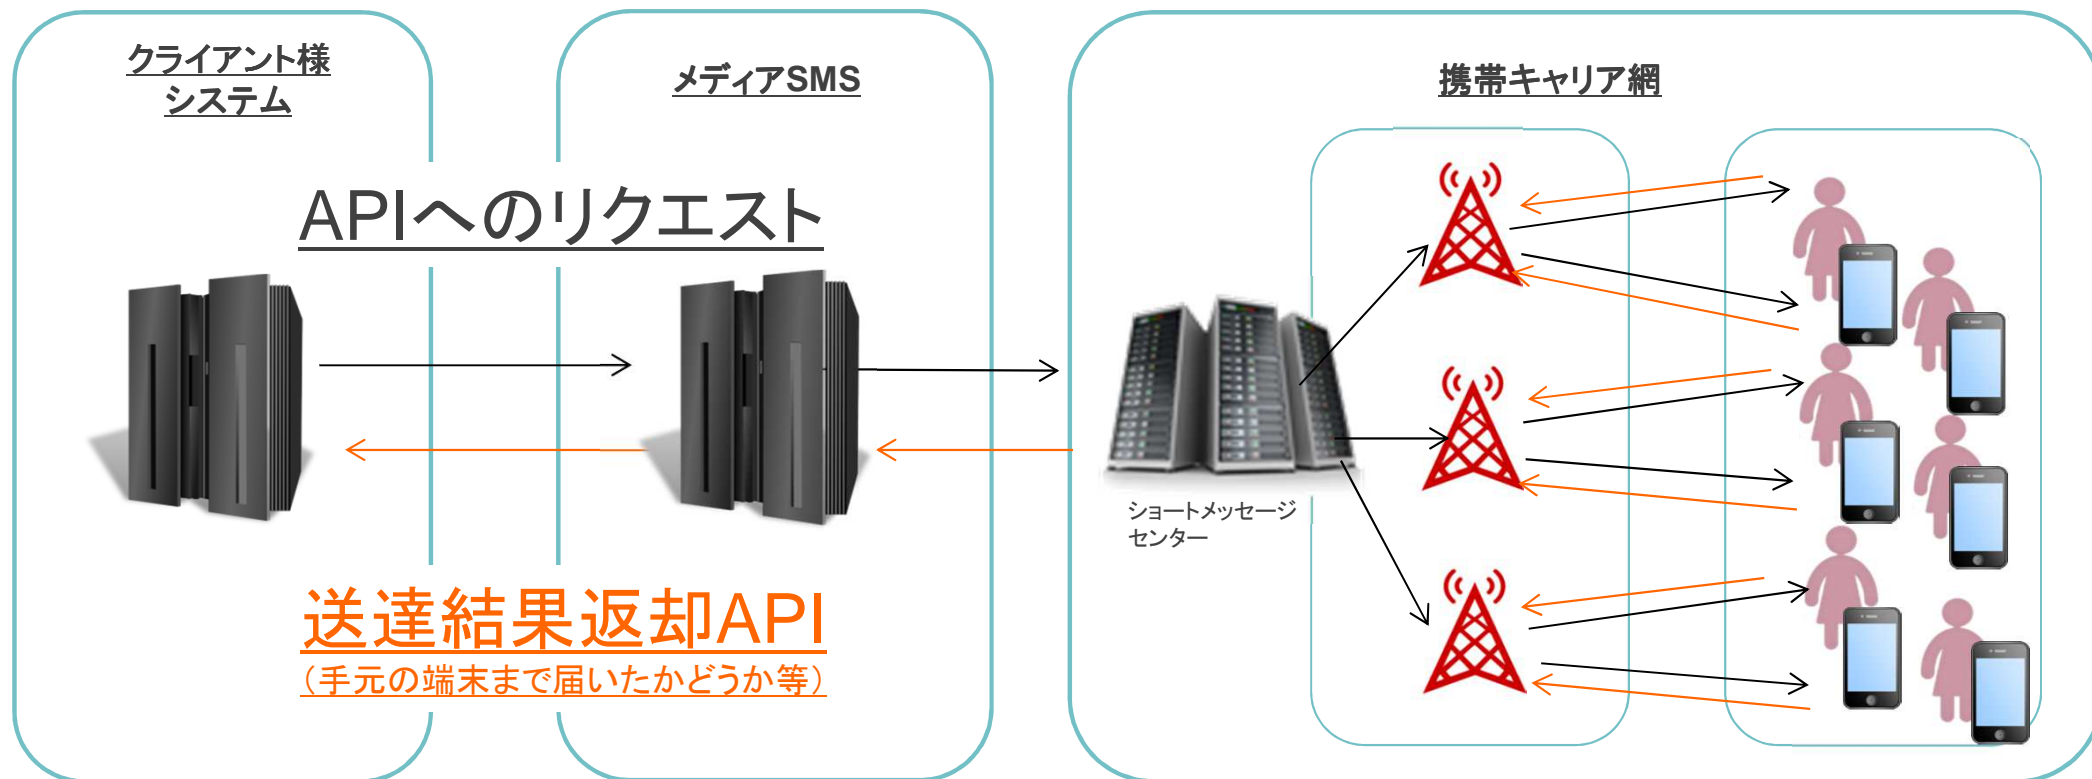 クライアント様
システム
メディアSMS
携帯キャリア網
APIへのリクエスト
ショートメッセージ
センター
送達結果返却API
（手元の端末まで届いたかどうか等）